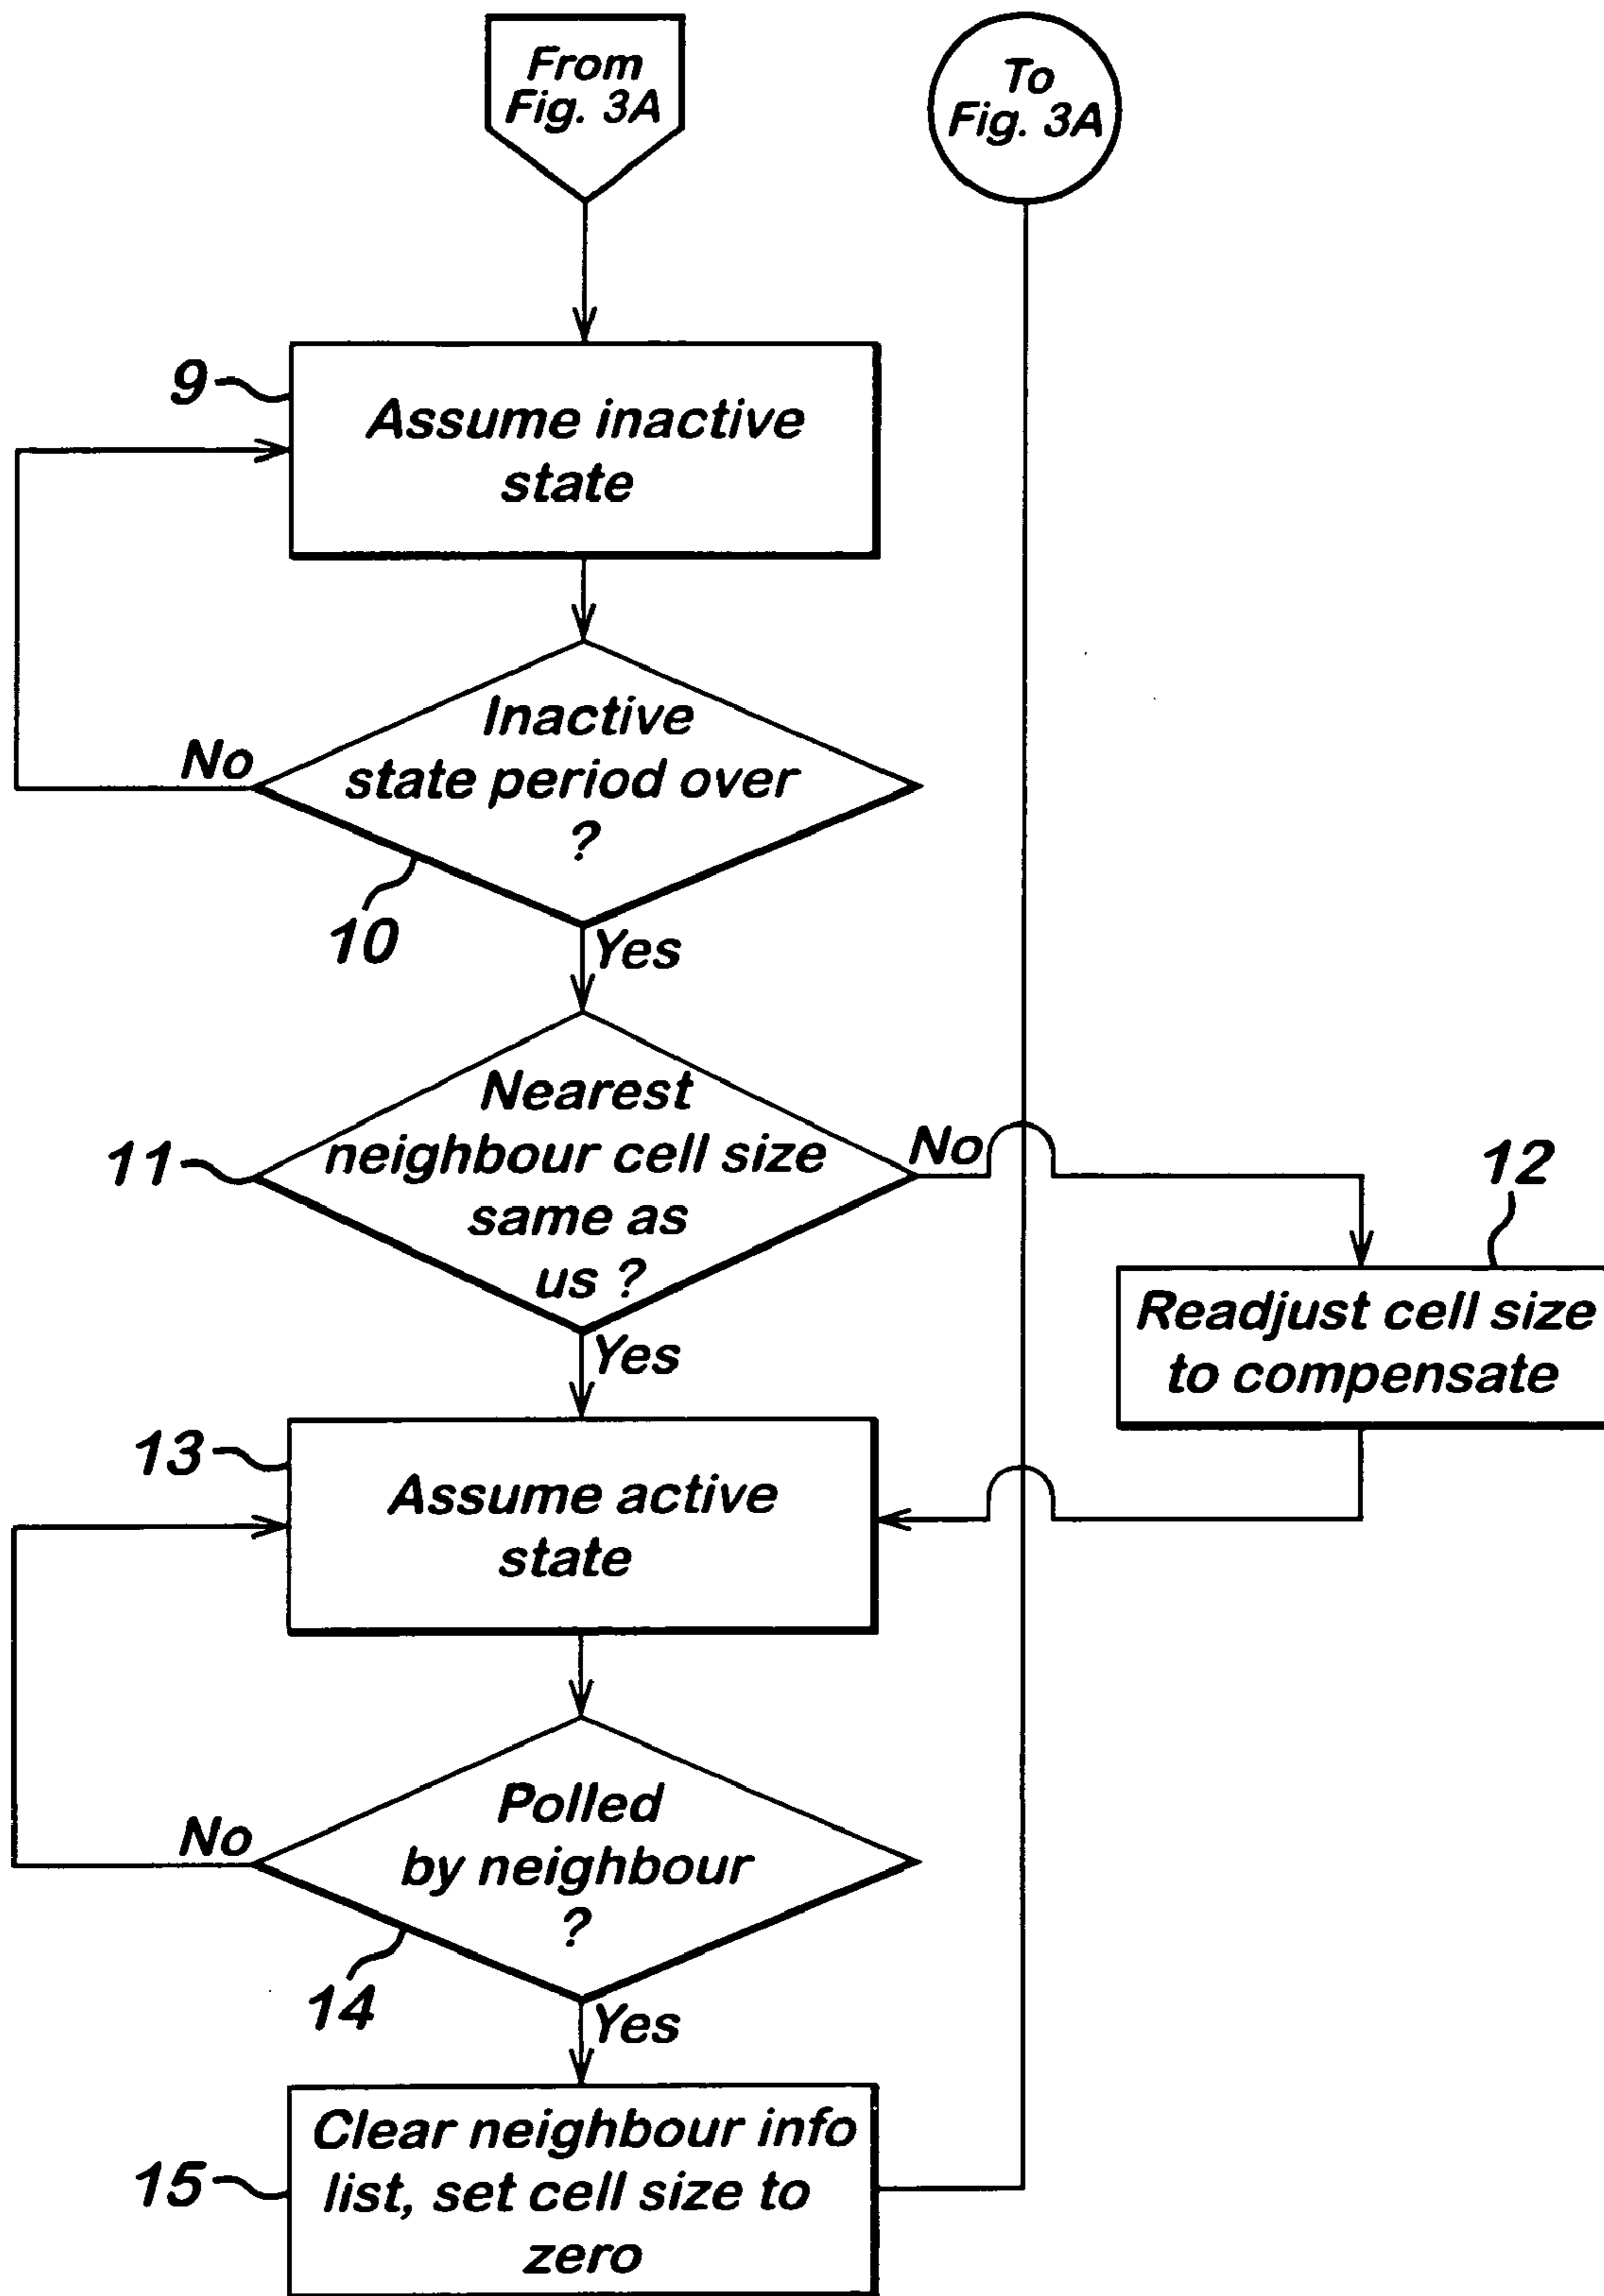 From
Fig. 3A
To
Fig. 3A
9
Assume inactive
state
Inactive
state period over
?
No
10
Yes
Nearest
neighbour cell size
same as
us ?
11
No
12
Readjust cell size
to compensate
Yes
13
Assume active
state
Polled
by neighbour
?
No
14
Yes
15
Clear neighbour info
list, set cell size to
zero